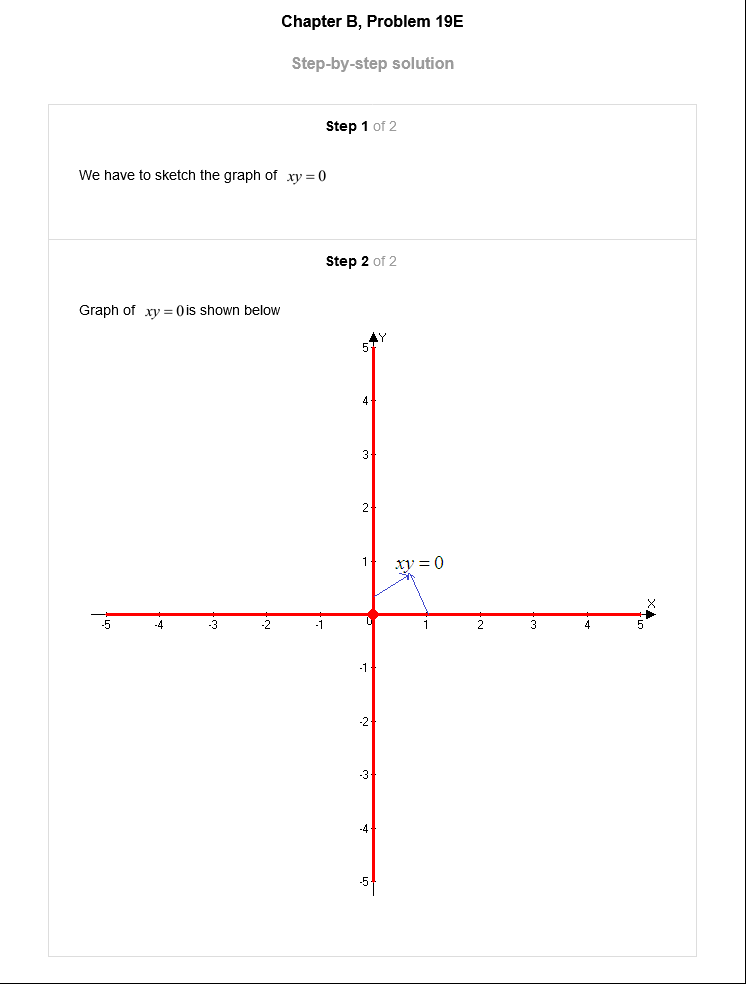 Chapter B, Problem 19E
Step-by-step solution
Step 1 of 2
We have to sketch the graph of xy = 0
Step 2 of 2
Graph of xy = 0 is shown below
Y
5
4
3
2
1
xy = 0
X
-5 -4 -3 -2 -1 0 1 2 3 4 5
-1
-2
-3
-4
-5